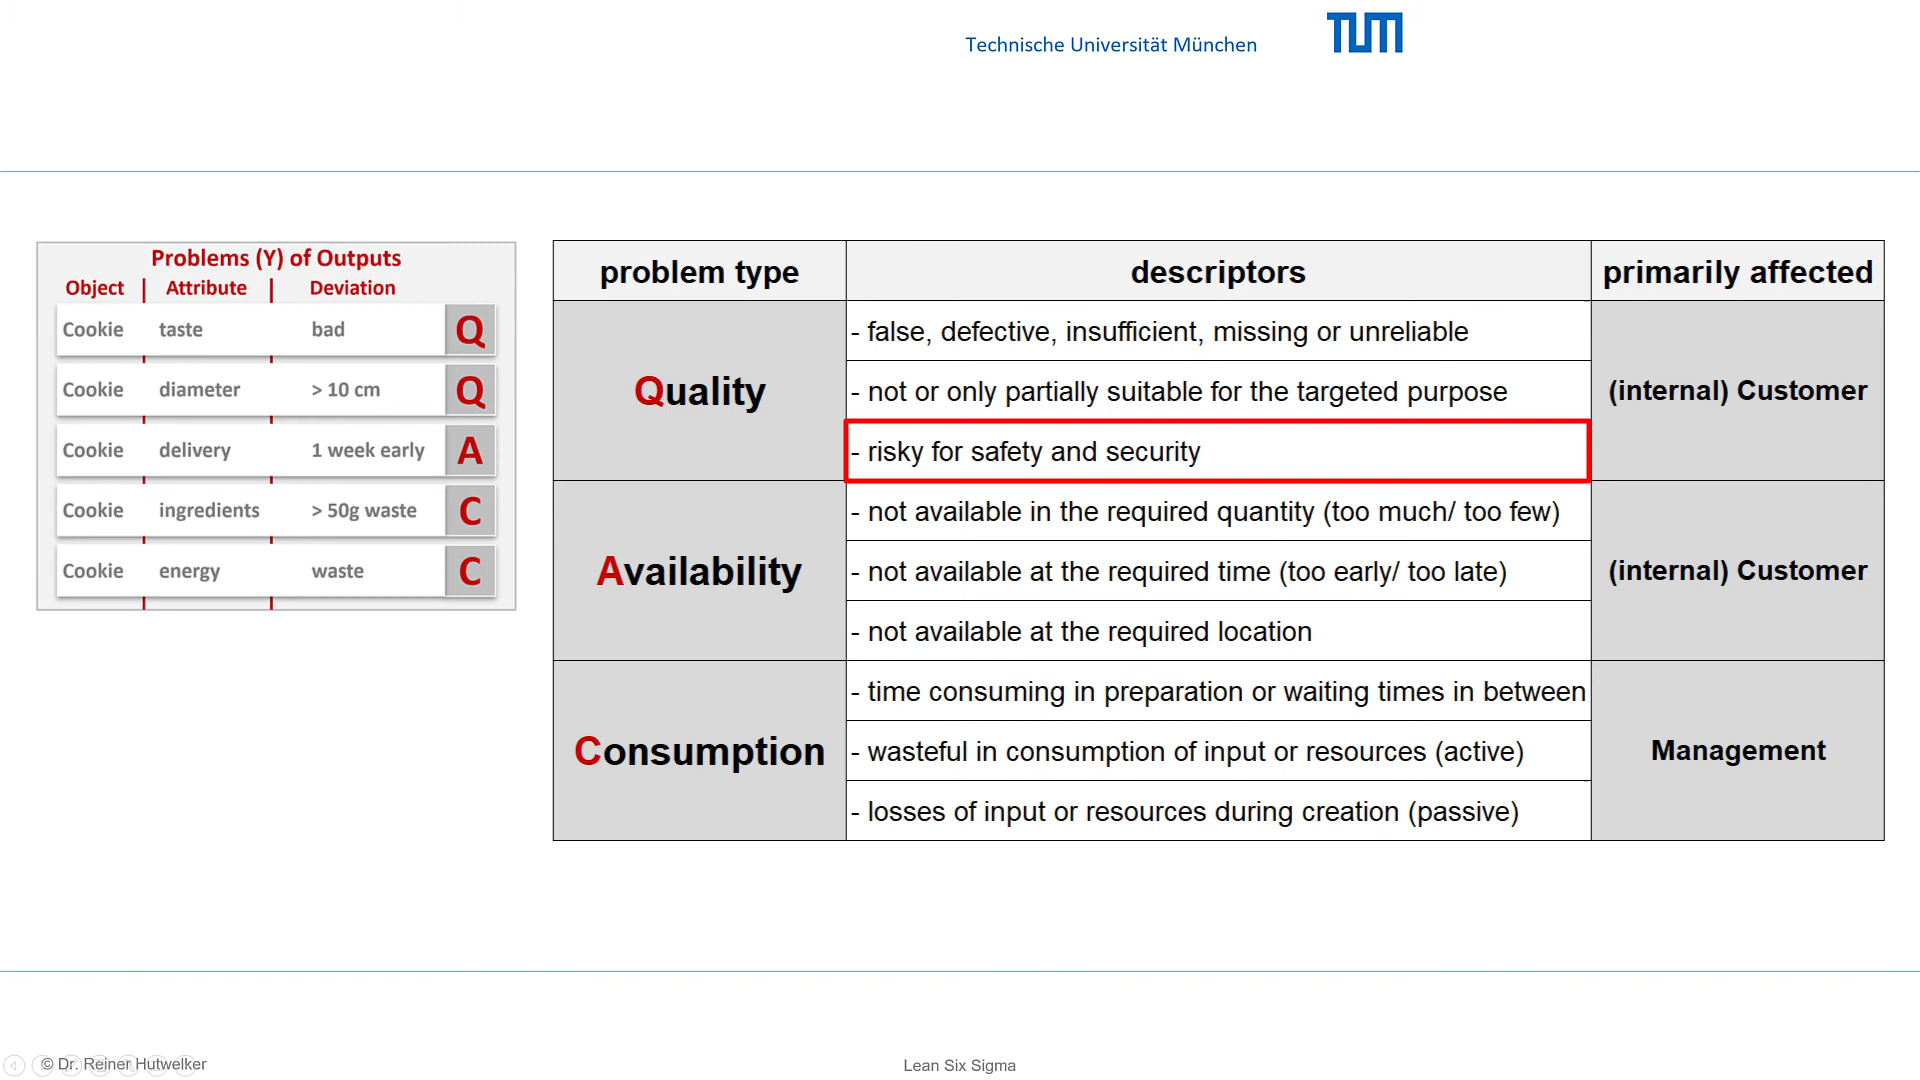 Technische Universität München
TUM
Problems (Y) of Outputs
Object Attribute Deviation
Cookie taste bad Q
Cookie diameter > 10 cm Q
Cookie delivery 1 week early A
Cookie ingredients > 50g waste C
Cookie energy waste C
problem type descriptors primarily affected
Quality
- false, defective, insufficient, missing or unreliable
- not or only partially suitable for the targeted purpose
- risky for safety and security
(internal) Customer
Availability
- not available in the required quantity (too much/ too few)
- not available at the required time (too early/ too late)
- not available at the required location
(internal) Customer
Consumption
- time consuming in preparation or waiting times in between
- wasteful in consumption of input or resources (active)
- losses of input or resources during creation (passive)
Management
© Dr. Reiner Hutwelker
Lean Six Sigma